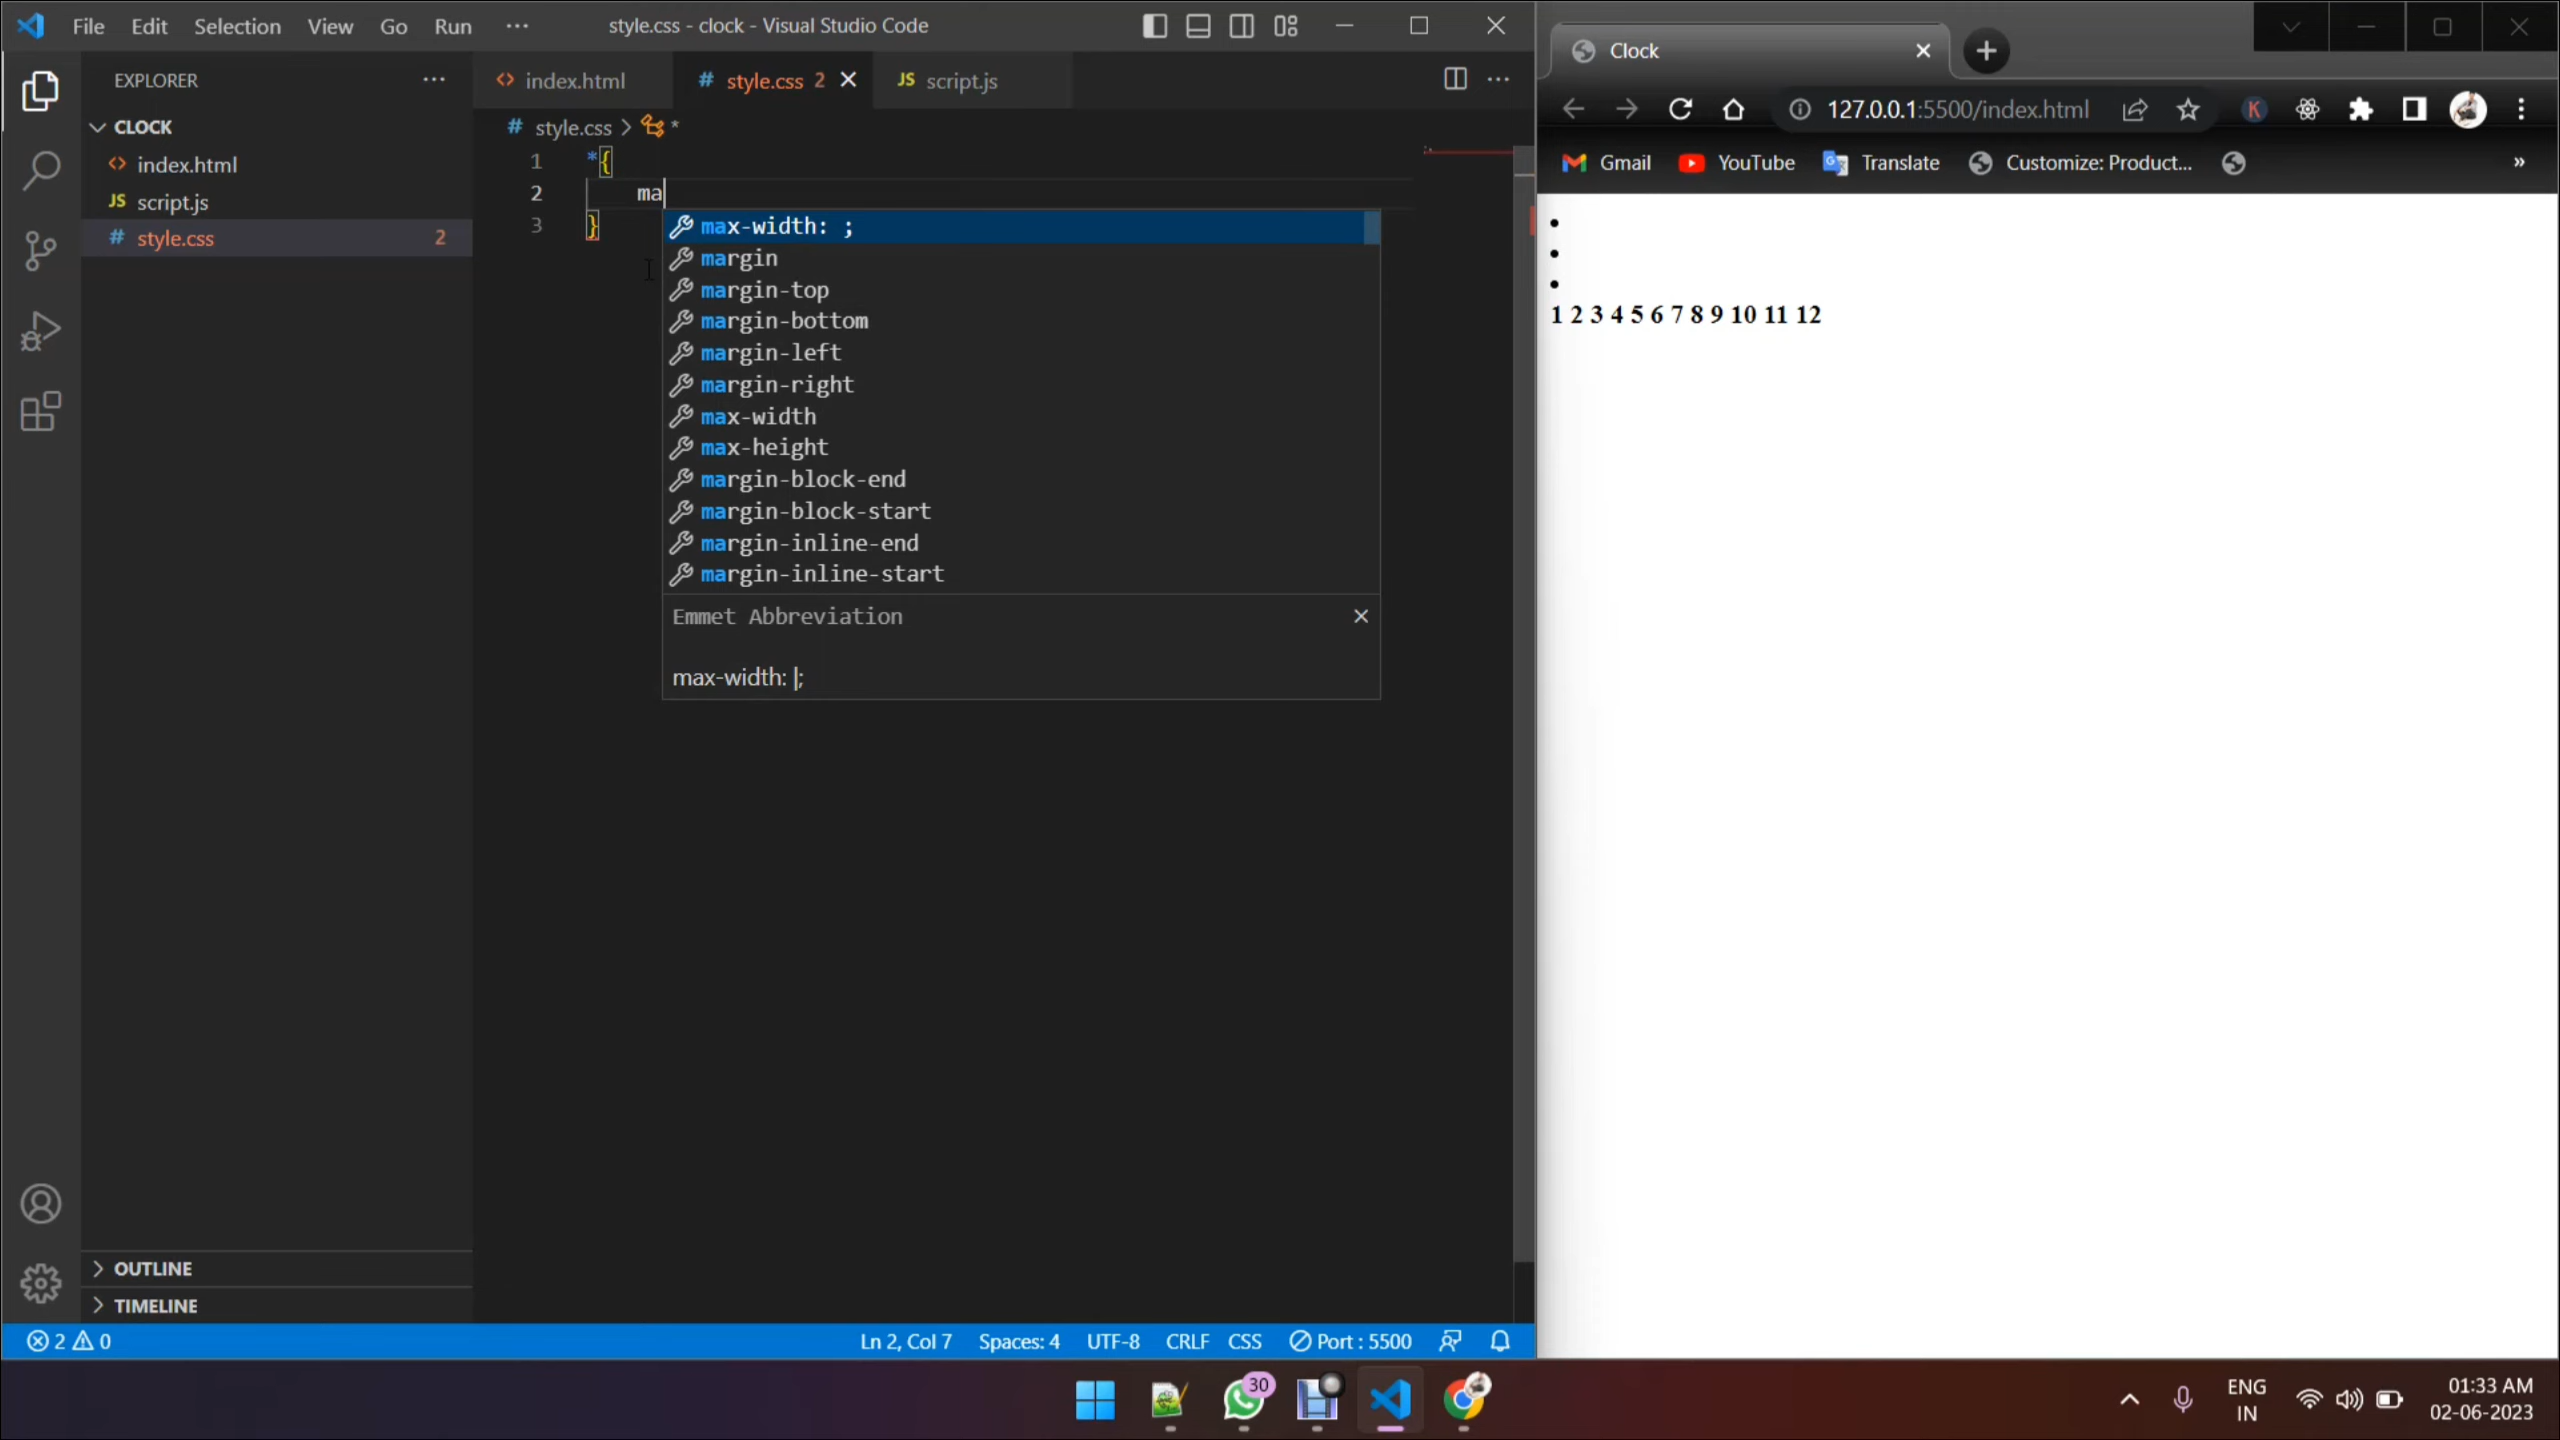 File Edit Selection View Go Run ··· style.css - clock - Visual Studio Code
EXPLORER ···
CLOCK
<> index.html
JS script.js
# style.css 2
OUTLINE
TIMELINE
<> index.html # style.css 2 JS script.js ···
# style.css > *
1 *{
2 ma
3 }
max-width: ;
margin
margin-top
margin-bottom
margin-left
margin-right
max-width
max-height
margin-block-end
margin-block-start
margin-inline-end
margin-inline-start
Emmet Abbreviation
max-width: |;
2 0 Ln 2, Col 7 Spaces: 4 UTF-8 CRLF CSS Port : 5500
Clock
127.0.0.1:5500/index.html K
Gmail YouTube Translate Customize: Product... »
•
•
•
1 2 3 4 5 6 7 8 9 10 11 12
30
ENG
IN
01:33 AM
02-06-2023